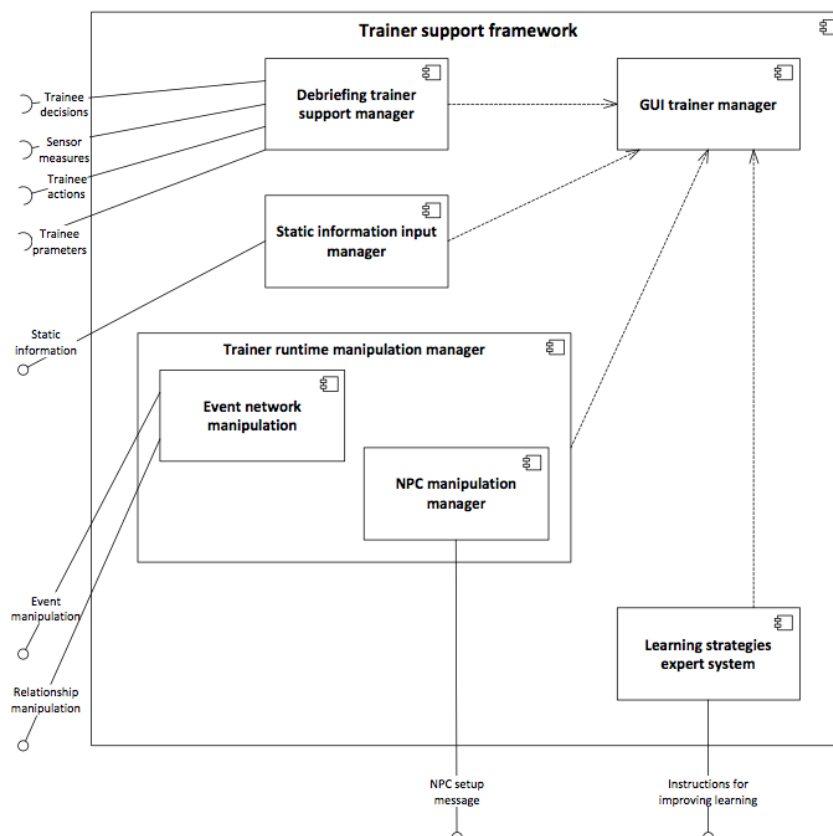 Trainer support framework
Debriefing trainer
support manager
GUI trainer manager
Trainee
decisions
Sensor
measures
Trainee
actions
Trainee
prameters
Static information input
manager
Static
information
Trainer runtime manipulation manager
Event network
manipulation
NPC manipulation
manager
Event
manipulation
Learning strategies
expert system
Relationship
manipulation
NPC setup
message
Instructions for
improving learning